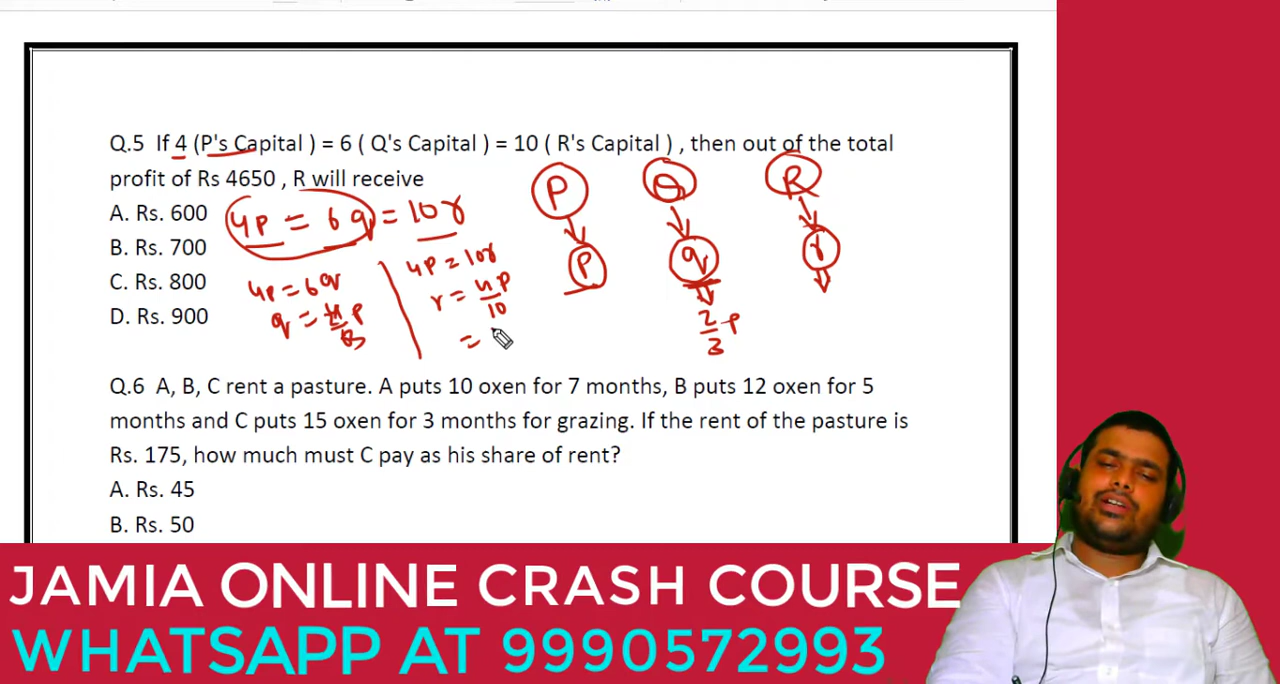 Q.5 If 4 (P's Capital ) = 6 ( Q's Capital ) = 10 ( R's Capital ) , then out of the total
profit of Rs 4650 , R will receive
A. Rs. 600
B. Rs. 700
C. Rs. 800
D. Rs. 900
4p = 6q = 10r
4p = 6q
q = 4/6 p
4p = 10r
r = 4p/10
=
P Q R
p q r
2/3 p
Q.6 A, B, C rent a pasture. A puts 10 oxen for 7 months, B puts 12 oxen for 5
months and C puts 15 oxen for 3 months for grazing. If the rent of the pasture is
Rs. 175, how much must C pay as his share of rent?
A. Rs. 45
B. Rs. 50
JAMIA ONLINE CRASH COURSE
WHATSAPP AT 9990572993